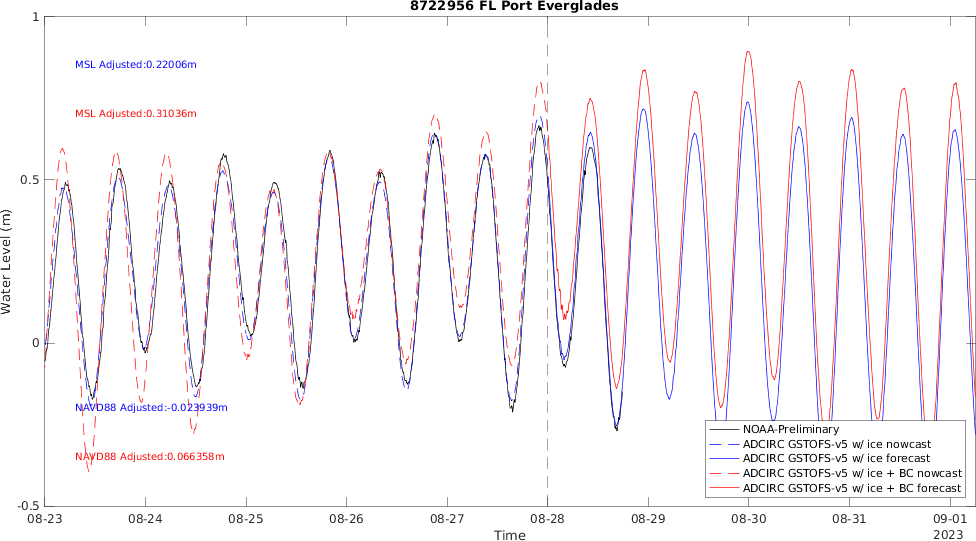 8722956 FL Port Everglades
1
MSL Adjusted:0.22006m
MSL Adjusted:0.31036m
0.5
Water Level (m)
0
NAVD88 Adjusted:-0.023939m
NAVD88 Adjusted:0.066358m
NOAA-Preliminary
ADCIRC GSTOFS-v5 w/ ice nowcast
ADCIRC GSTOFS-v5 w/ ice forecast
ADCIRC GSTOFS-v5 w/ ice + BC nowcast
ADCIRC GSTOFS-v5 w/ ice + BC forecast
-0.5
08-23 08-24 08-25 08-26 08-27 08-28 08-29 08-30 08-31 09-01
Time 2023